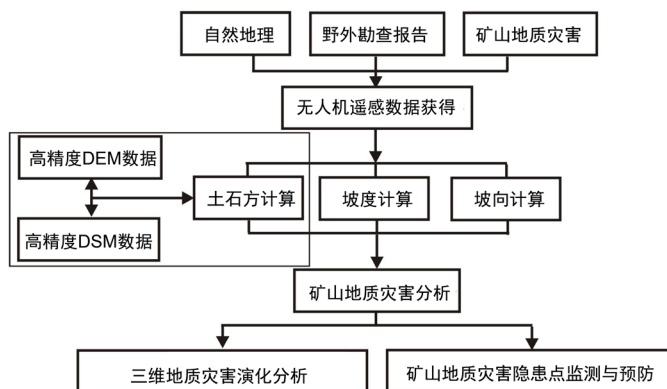 自然地理
野外勘查报告
矿山地质灾害
无人机遥感数据获得
高精度DEM数据
高精度DSM数据
土石方计算
坡度计算
坡向计算
矿山地质灾害分析
三维地质灾害演化分析
矿山地质灾害隐患点监测与预防